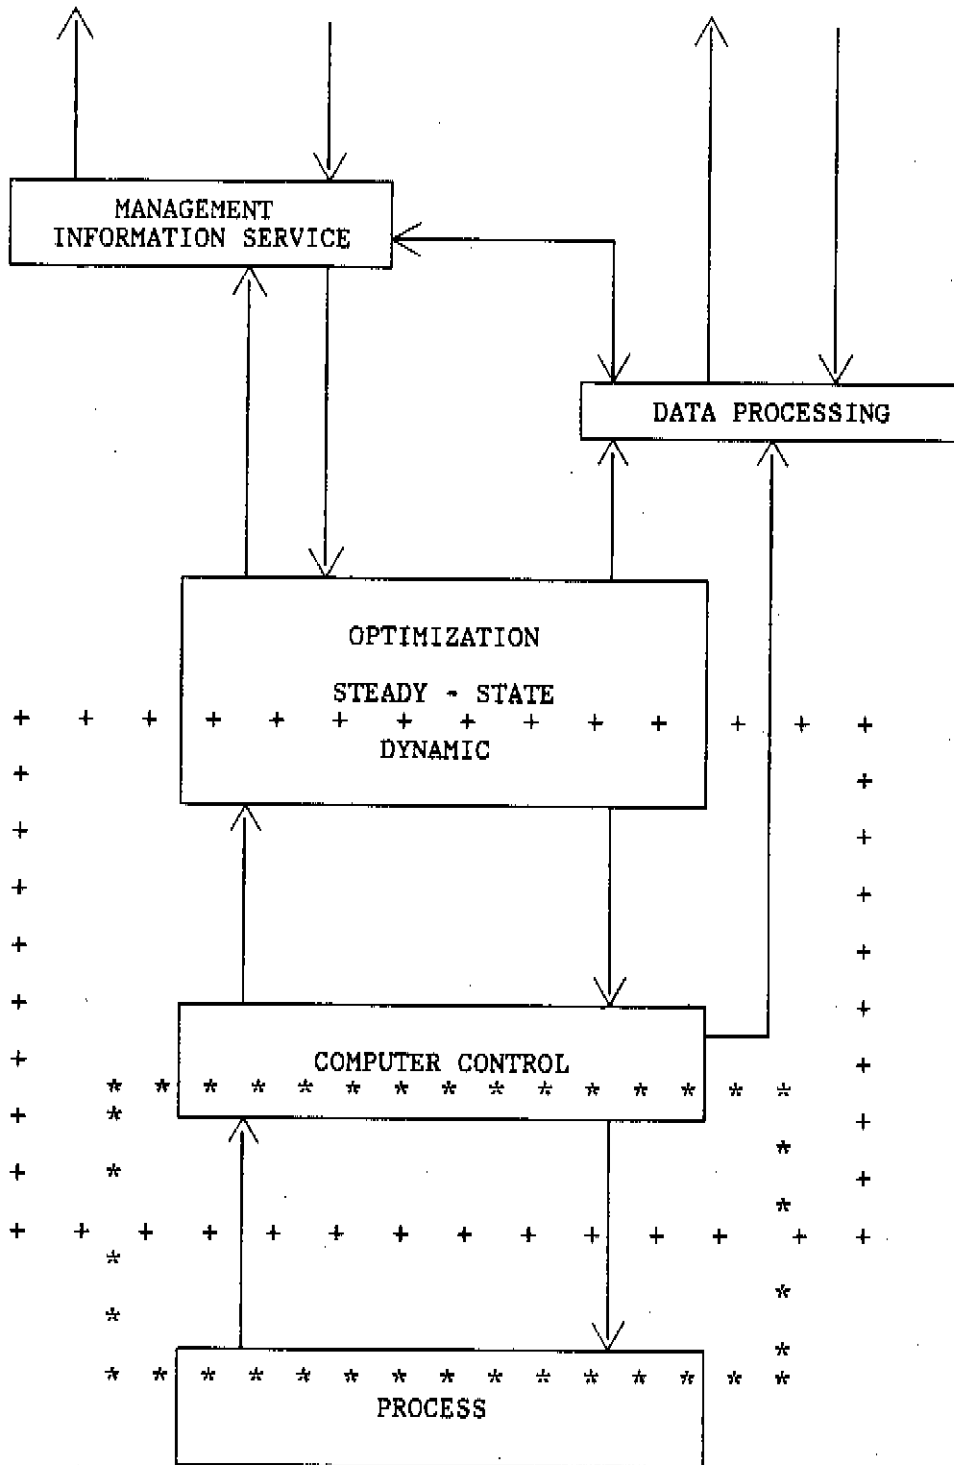 MANAGEMENT
INFORMATION SERVICE
DATA PROCESSING
OPTIMIZATION
STEADY - STATE
+ + + + + + + + + + + + + +
DYNAMIC
+ +
+ +
+ +
+ +
+ +
COMPUTER CONTROL
+ +
* * * * * * * * * * * * * * *
+ * +
+ * * +
*
+ + + + + + + + + + + + + +
*
*
*
*
* * * * * * * * * * * * * * *
PROCESS